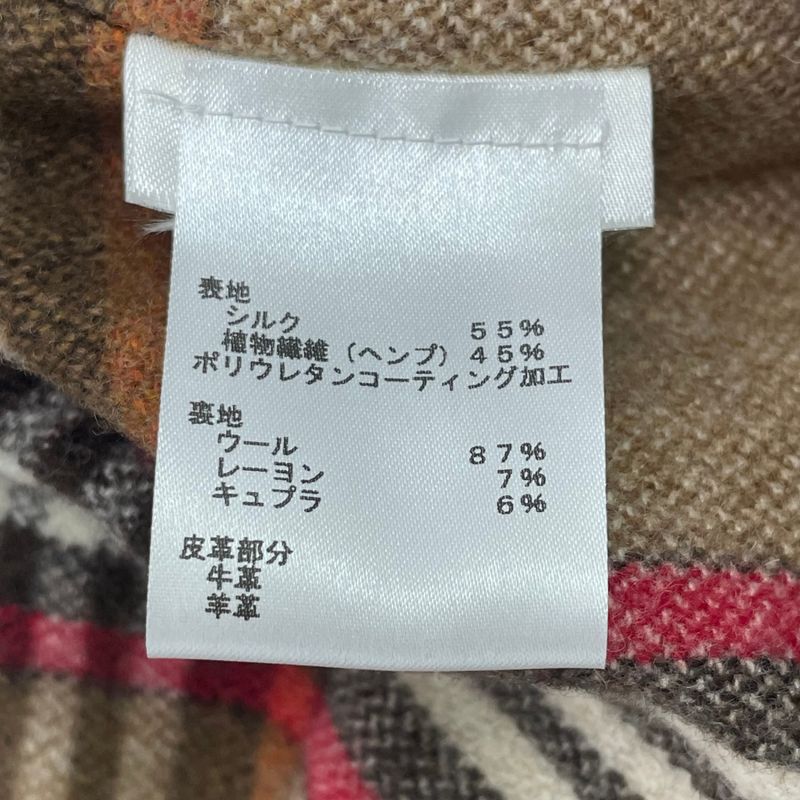 表地
シルク 55%
植物繊維(ヘンプ)45%
ポリウレタンコーティング加工
裏地
ウール 87%
レーヨン 7%
キュプラ 6%
皮革部分
牛革
羊革